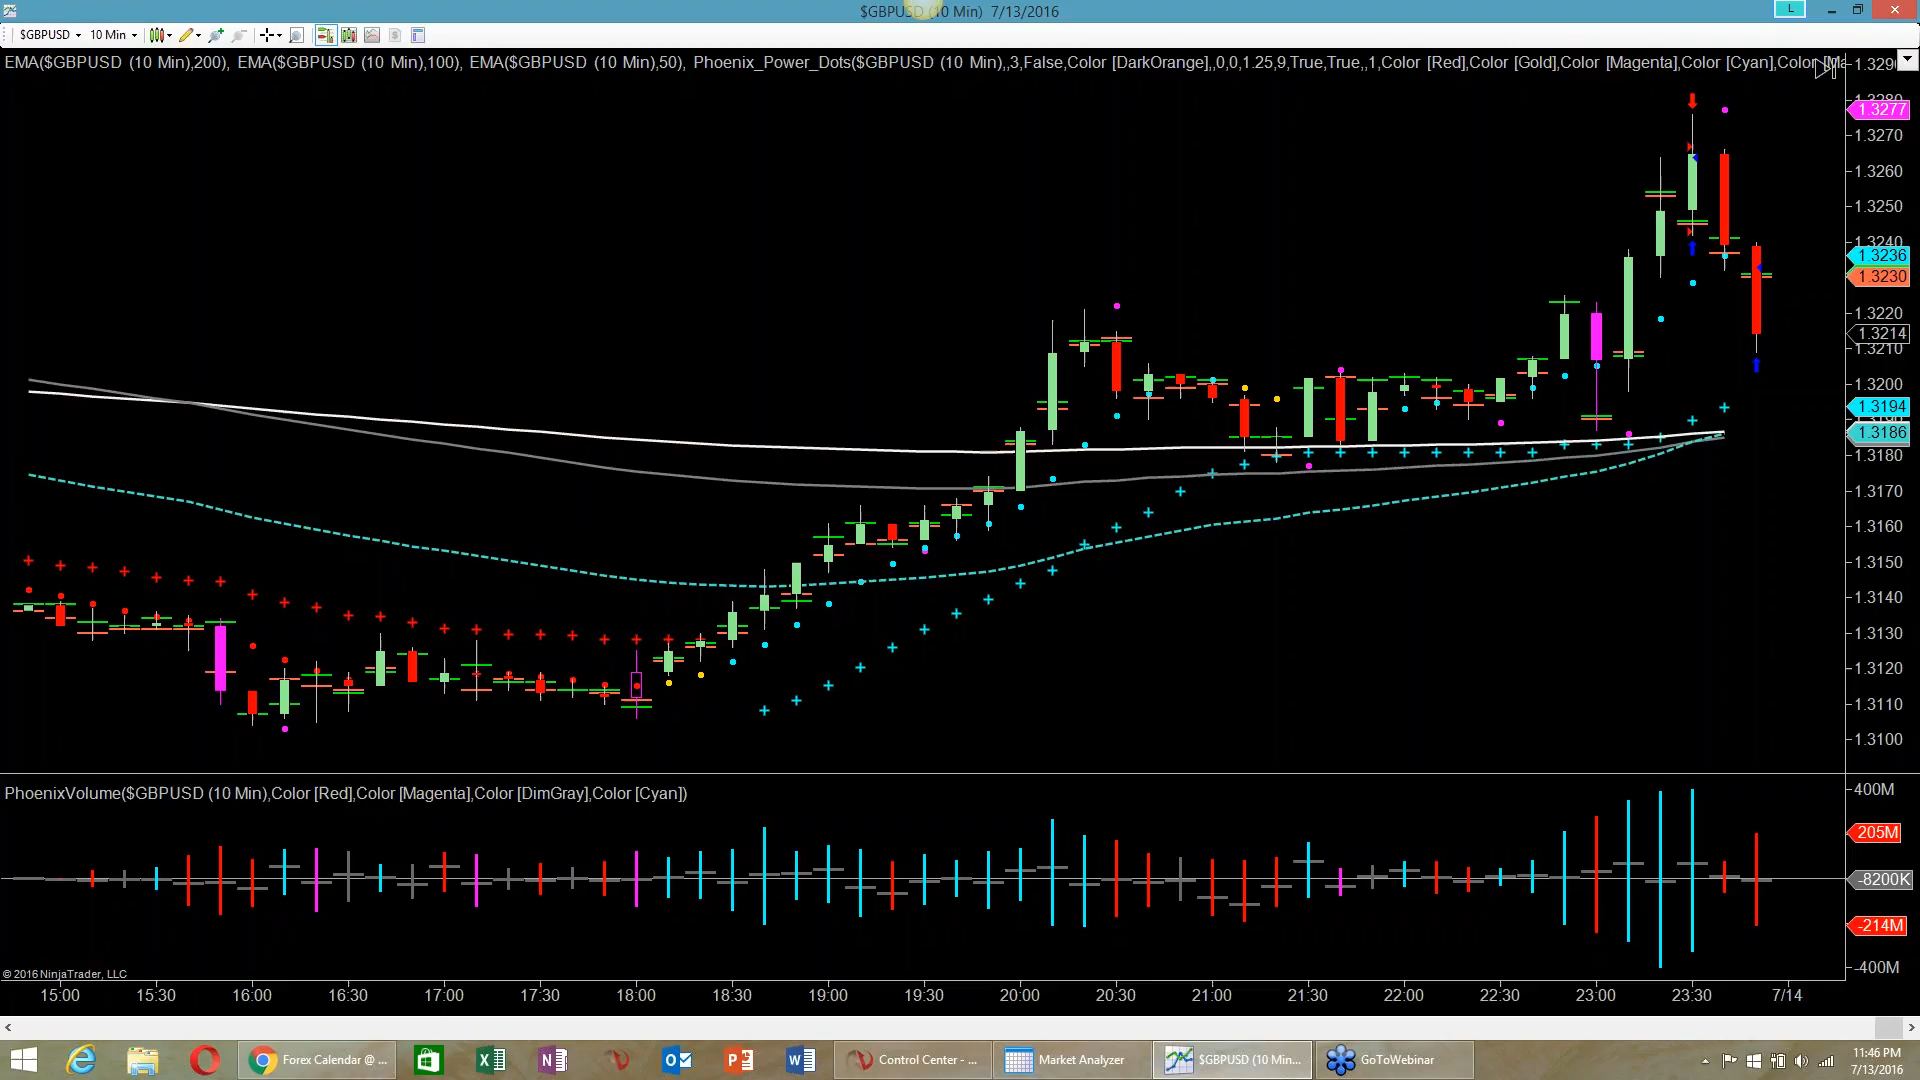 $GBPUSD (10 Min) 7/13/2016
L
$GBPUSD 10 Min
EMA($GBPUSD (10 Min),200), EMA($GBPUSD (10 Min),100), EMA($GBPUSD (10 Min),50), Phoenix_Power_Dots($GBPUSD (10 Min),,3,False,Color [DarkOrange],,0,0,1.25,9,True,True,,1,Color [Red],Color [Gold],Color [Magenta],Color [Cyan],Color
1.3277
1.3270
1.3260
1.3250
1.3240
1.3236
1.3230
1.3220
1.3214
1.3210
1.3200
1.3194
1.3186
1.3180
1.3170
1.3160
1.3150
1.3140
1.3130
1.3120
1.3110
1.3100
PhoenixVolume($GBPUSD (10 Min),Color [Red],Color [Magenta],Color [DimGray],Color [Cyan])
400M
205M
-8200K
-214M
-400M
© 2016 NinjaTrader, LLC
15:00 15:30 16:00 16:30 17:00 17:30 18:00 18:30 19:00 19:30 20:00 20:30 21:00 21:30 22:00 22:30 23:00 23:30 7/14
Forex Calendar @ ... Control Center - ... Market Analyzer $GBPUSD (10 Min... GoToWebinar
11:46 PM
7/13/2016